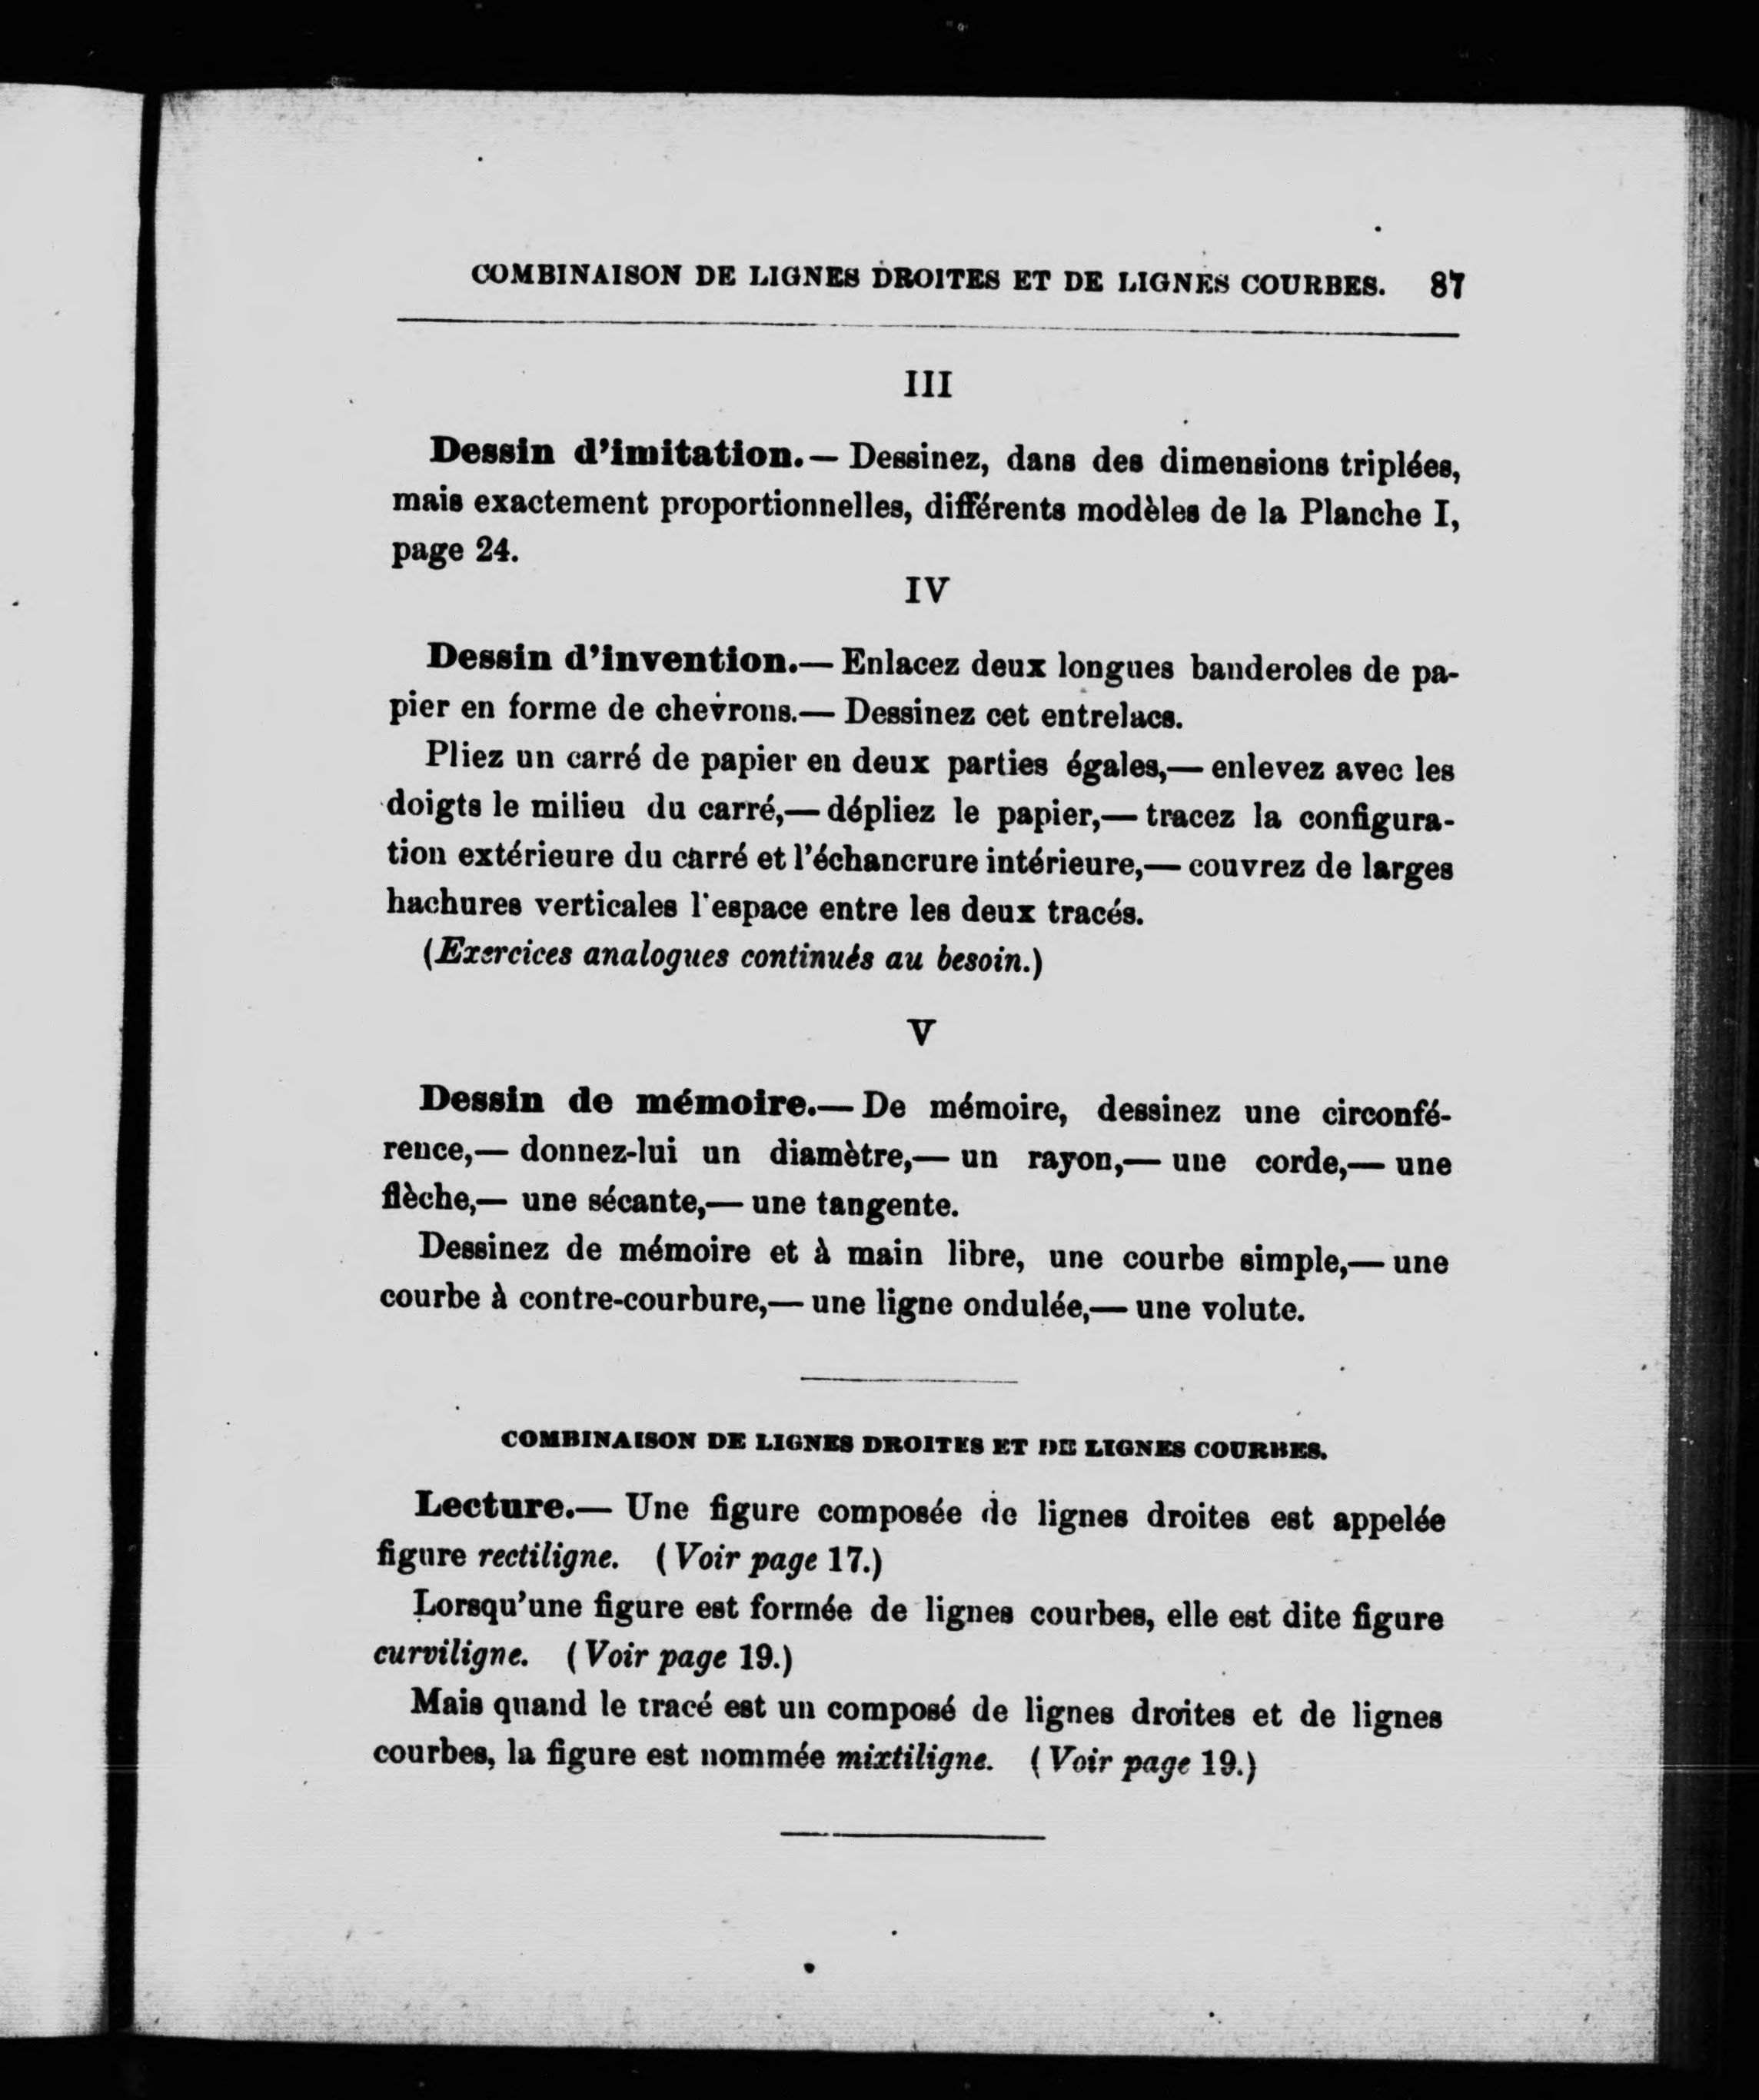 COMBINAISON DE LIGNES DROITES ET DE LIGNES COURBES. 87
III
Dessin d'imitation.— Dessinez, dans des dimensions triplées,
mais exactement proportionnelles, différents modèles de la Planche I,
page 24.
IV
Dessin d'invention.— Enlacez deux longues banderoles de pa-
pier en forme de chevrons.— Dessinez cet entrelacs.
Pliez un carré de papier en deux parties égales,— enlevez avec les
doigts le milieu du carré,— dépliez le papier,— tracez la configura-
tion extérieure du carré et l'échancrure intérieure,— couvrez de larges
hachures verticales l'espace entre les deux tracés.
(Exercices analogues continués au besoin.)
V
Dessin de mémoire.— De mémoire, dessinez une circonfé-
rence,— donnez-lui un diamètre,— un rayon,— une corde,— une
flèche,— une sécante,— une tangente.
Dessinez de mémoire et à main libre, une courbe simple,— une
courbe à contre-courbure,— une ligne ondulée,— une volute.
COMBINAISON DE LIGNES DROITES ET DE LIGNES COURBES.
Lecture.— Une figure composée de lignes droites est appelée
figure rectiligne. (Voir page 17.)
Lorsqu'une figure est formée de lignes courbes, elle est dite figure
curviligne. (Voir page 19.)
Mais quand le tracé est un composé de lignes droites et de lignes
courbes, la figure est nommée mixtiligne. (Voir page 19.)